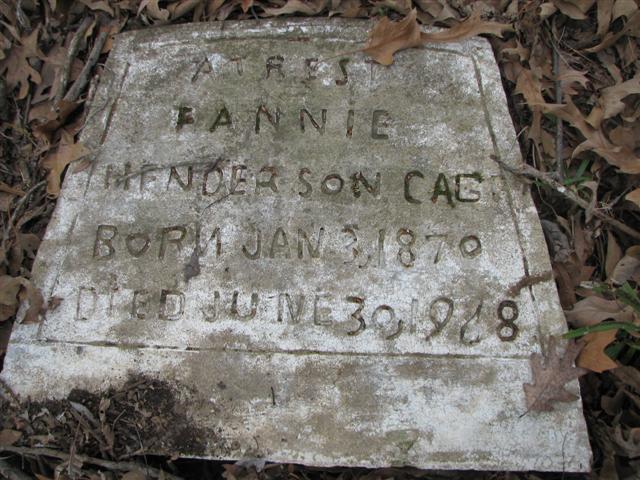 AT REST
FANNIE
HENDERSON CAGE
BORN JAN 3, 1870
DIED JUNE 30, 1968